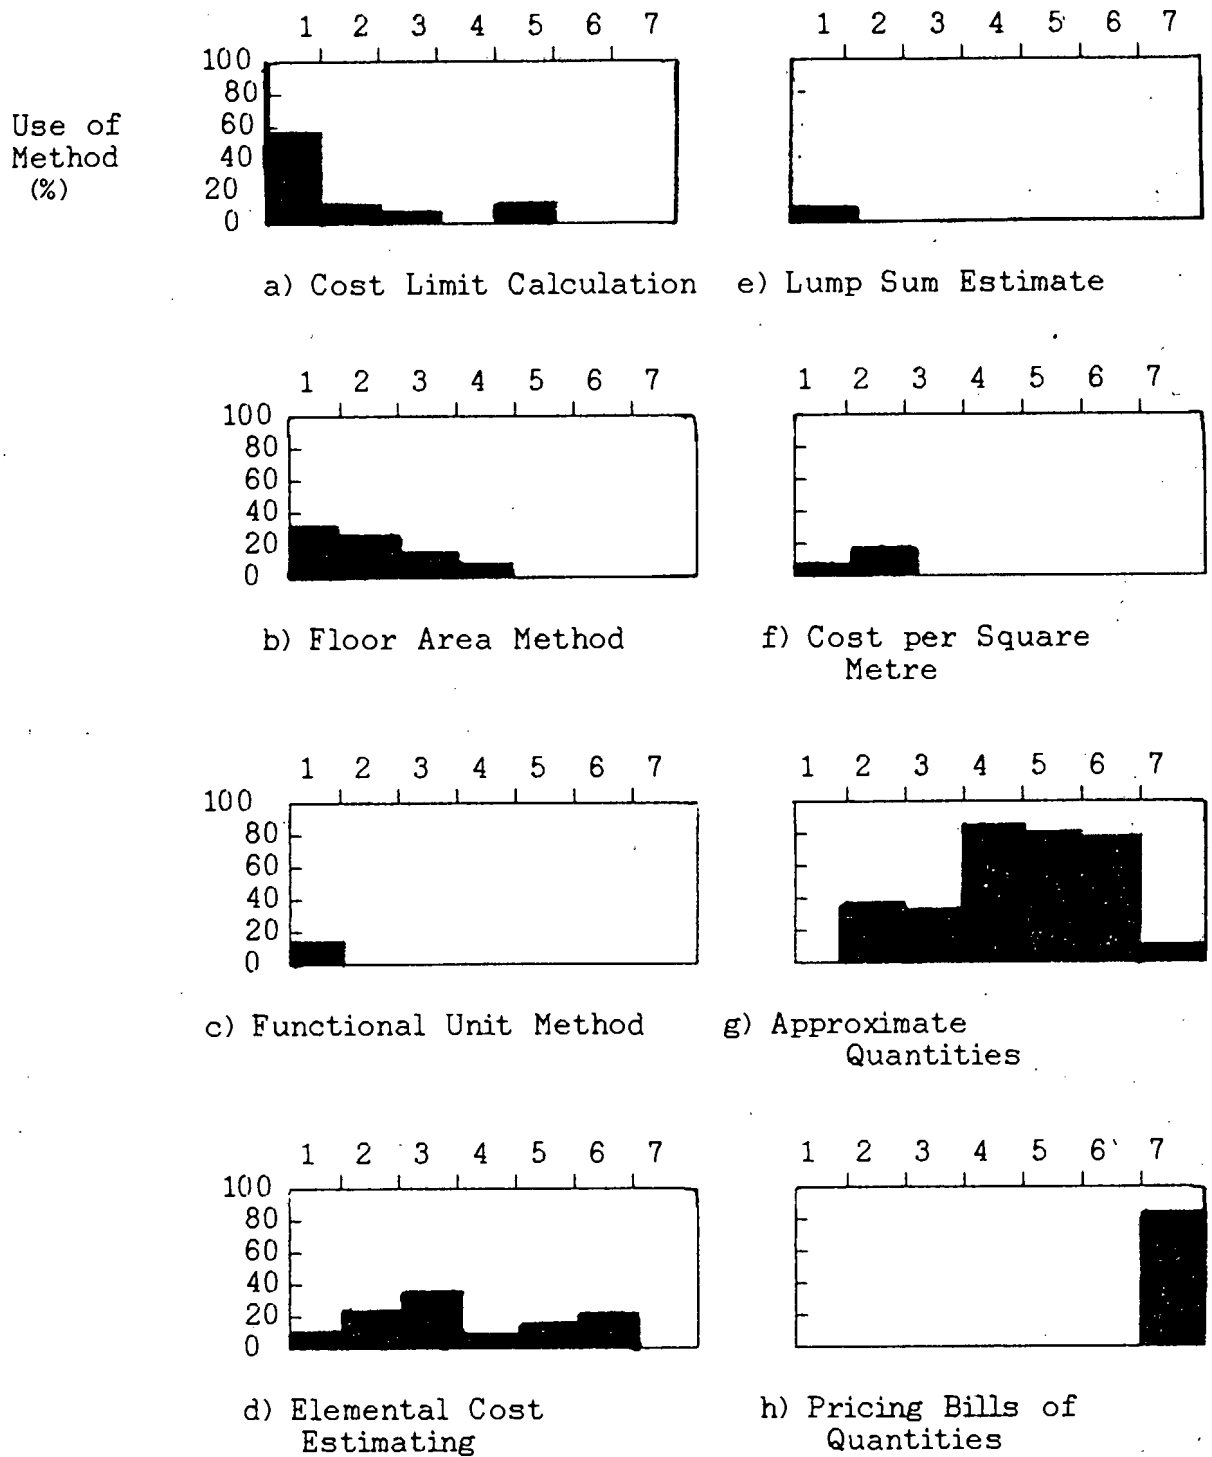 1 2 3 4 5 6 7
100
80
60
40
20
0
Use of
Method
(%)
a) Cost Limit Calculation
1 2 3 4 5 6 7
e) Lump Sum Estimate
1 2 3 4 5 6 7
100
80
60
40
20
0
b) Floor Area Method
1 2 3 4 5 6 7
f) Cost per Square
Metre
1 2 3 4 5 6 7
100
80
60
40
20
0
c) Functional Unit Method
1 2 3 4 5 6 7
g) Approximate
Quantities
1 2 3 4 5 6 7
100
80
60
40
20
0
d) Elemental Cost
Estimating
1 2 3 4 5 6 7
h) Pricing Bills of
Quantities